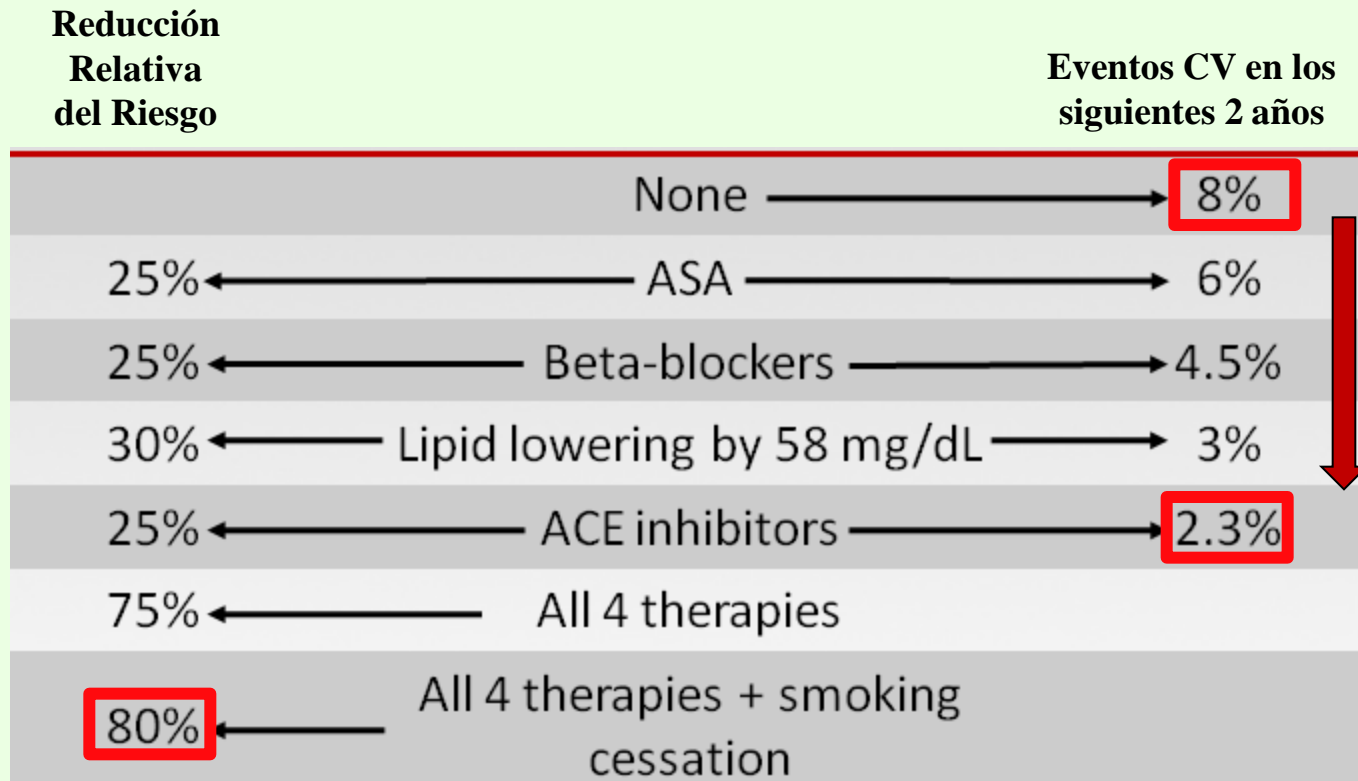 Reducción
Relativa
del Riesgo
Eventos CV en los
siguientes 2 años
None 8%
25% ASA 6%
25% Beta-blockers 4.5%
30% Lipid lowering by 58 mg/dL 3%
25% ACE inhibitors 2.3%
75% All 4 therapies
80% All 4 therapies + smoking
cessation